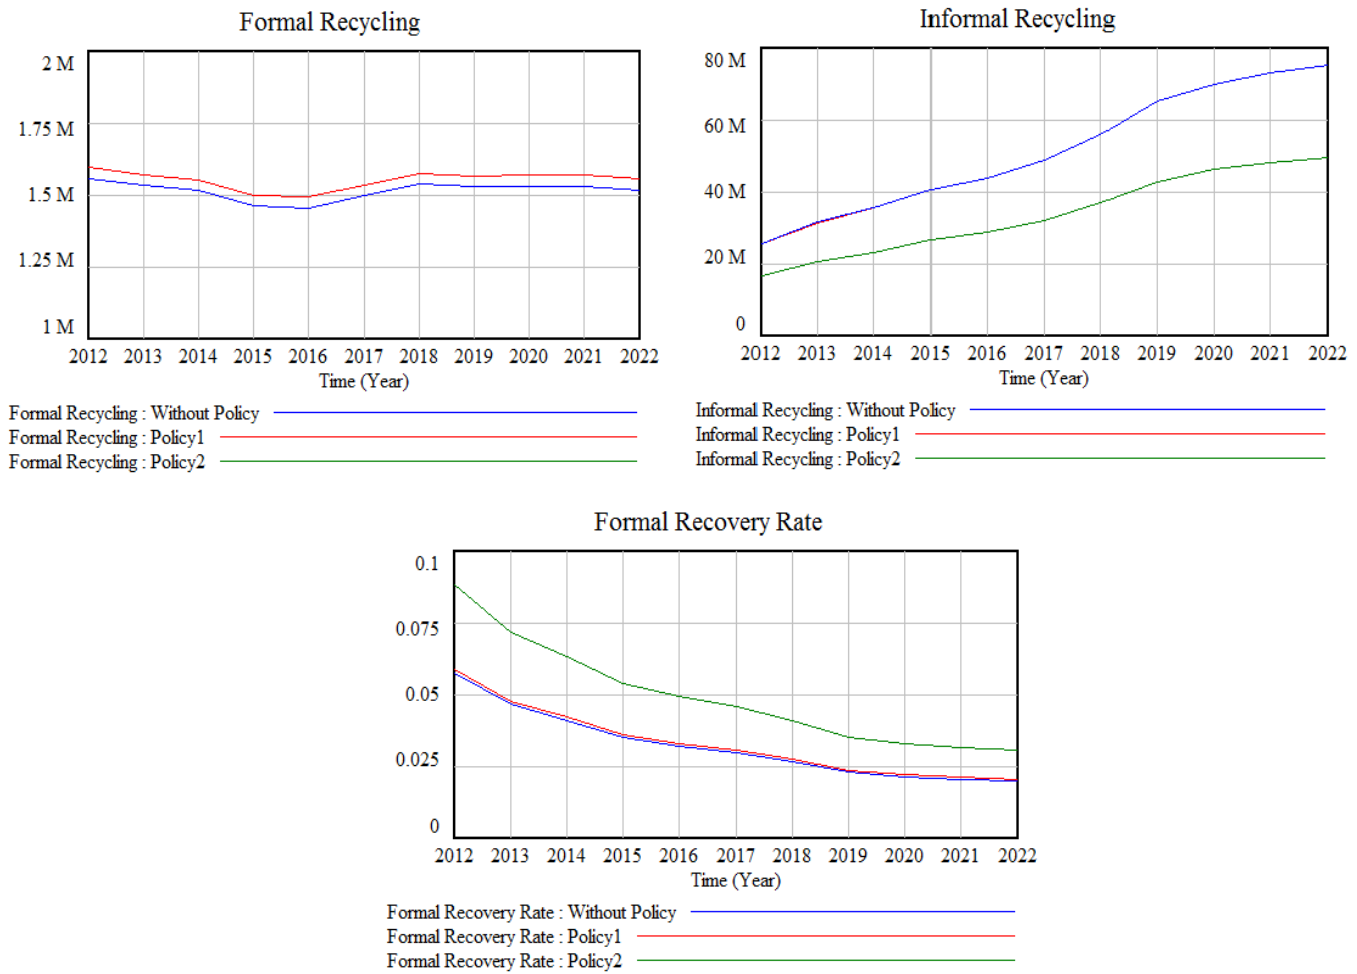 Formal Recycling
2 M
1.75 M
1.5 M
1.25 M
1 M
2012 2013 2014 2015 2016 2017 2018 2019 2020 2021 2022
Time (Year)
Formal Recycling : Without Policy
Formal Recycling : Policy1
Formal Recycling : Policy2
Informal Recycling
80 M
60 M
40 M
20 M
0
2012 2013 2014 2015 2016 2017 2018 2019 2020 2021 2022
Time (Year)
Informal Recycling : Without Policy
Informal Recycling : Policy1
Informal Recycling : Policy2
Formal Recovery Rate
0.1
0.075
0.05
0.025
0
2012 2013 2014 2015 2016 2017 2018 2019 2020 2021 2022
Time (Year)
Formal Recovery Rate : Without Policy
Formal Recovery Rate : Policy1
Formal Recovery Rate : Policy2